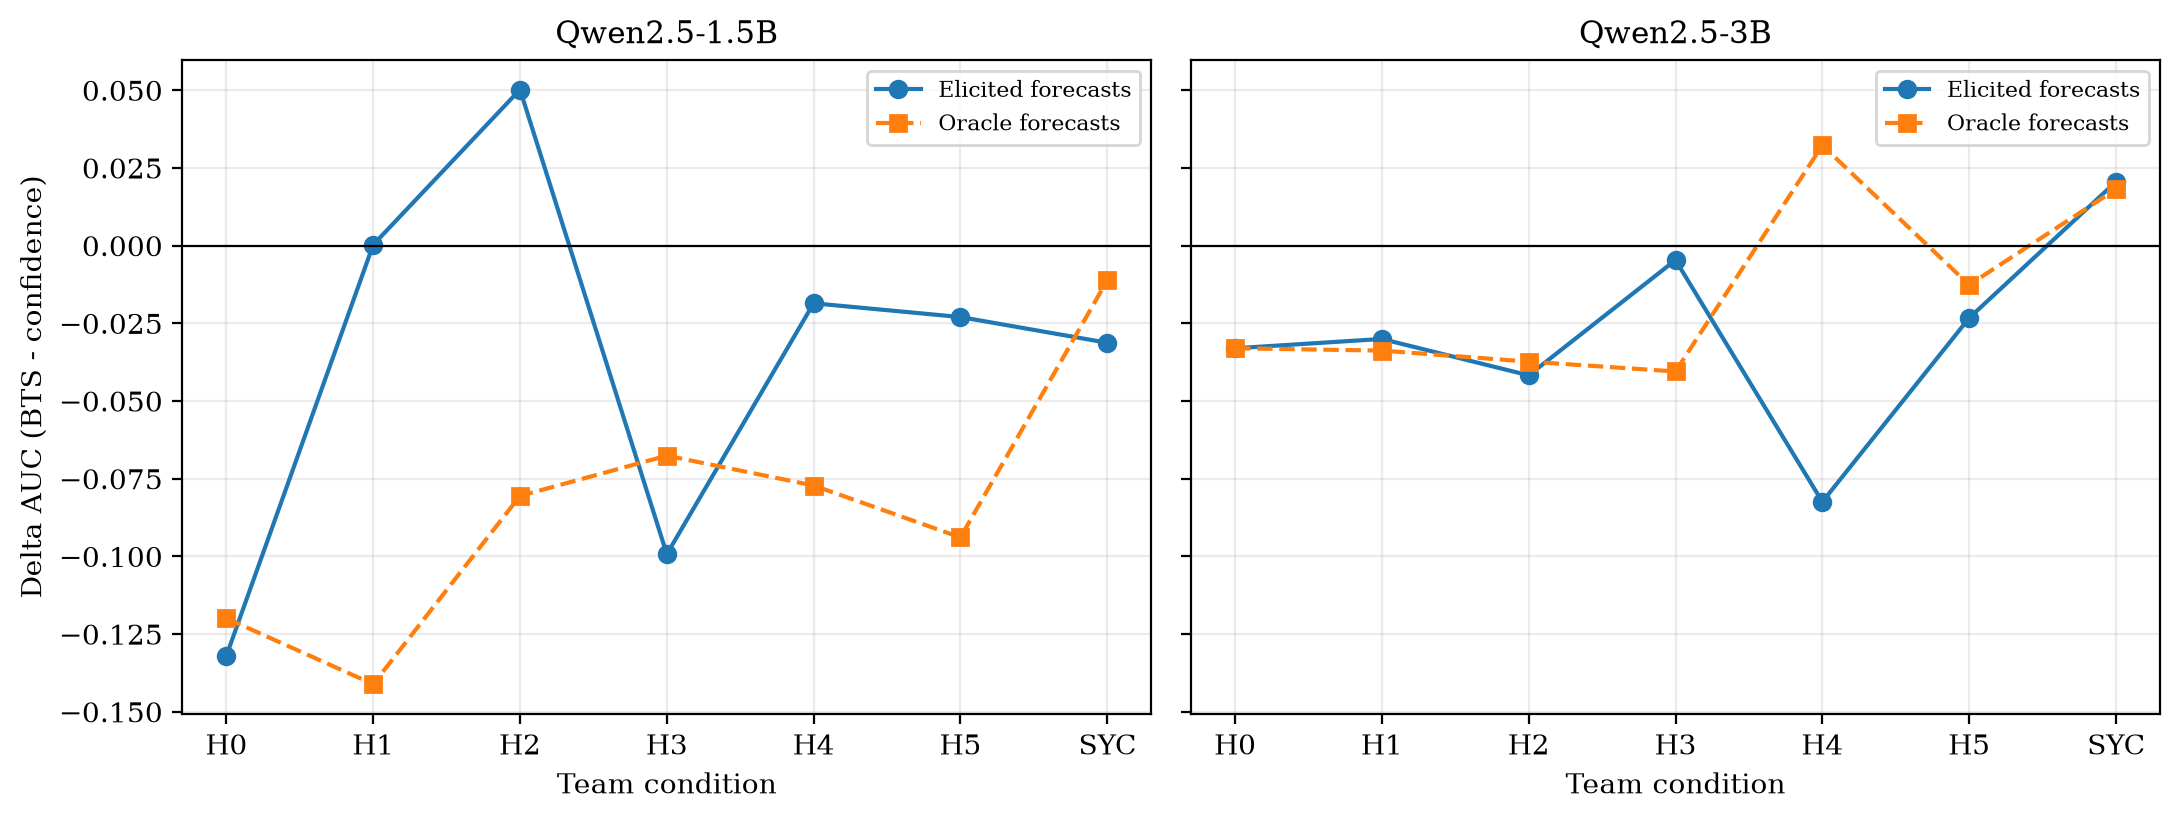 Qwen2.5-1.5B
Elicited forecasts
Oracle forecasts
Delta AUC (BTS - confidence)
0.050
0.025
0.000
−0.025
−0.050
−0.075
−0.100
−0.125
−0.150
H0 H1 H2 H3 H4 H5 SYC
Team condition
Qwen2.5-3B
Elicited forecasts
Oracle forecasts
H0 H1 H2 H3 H4 H5 SYC
Team condition